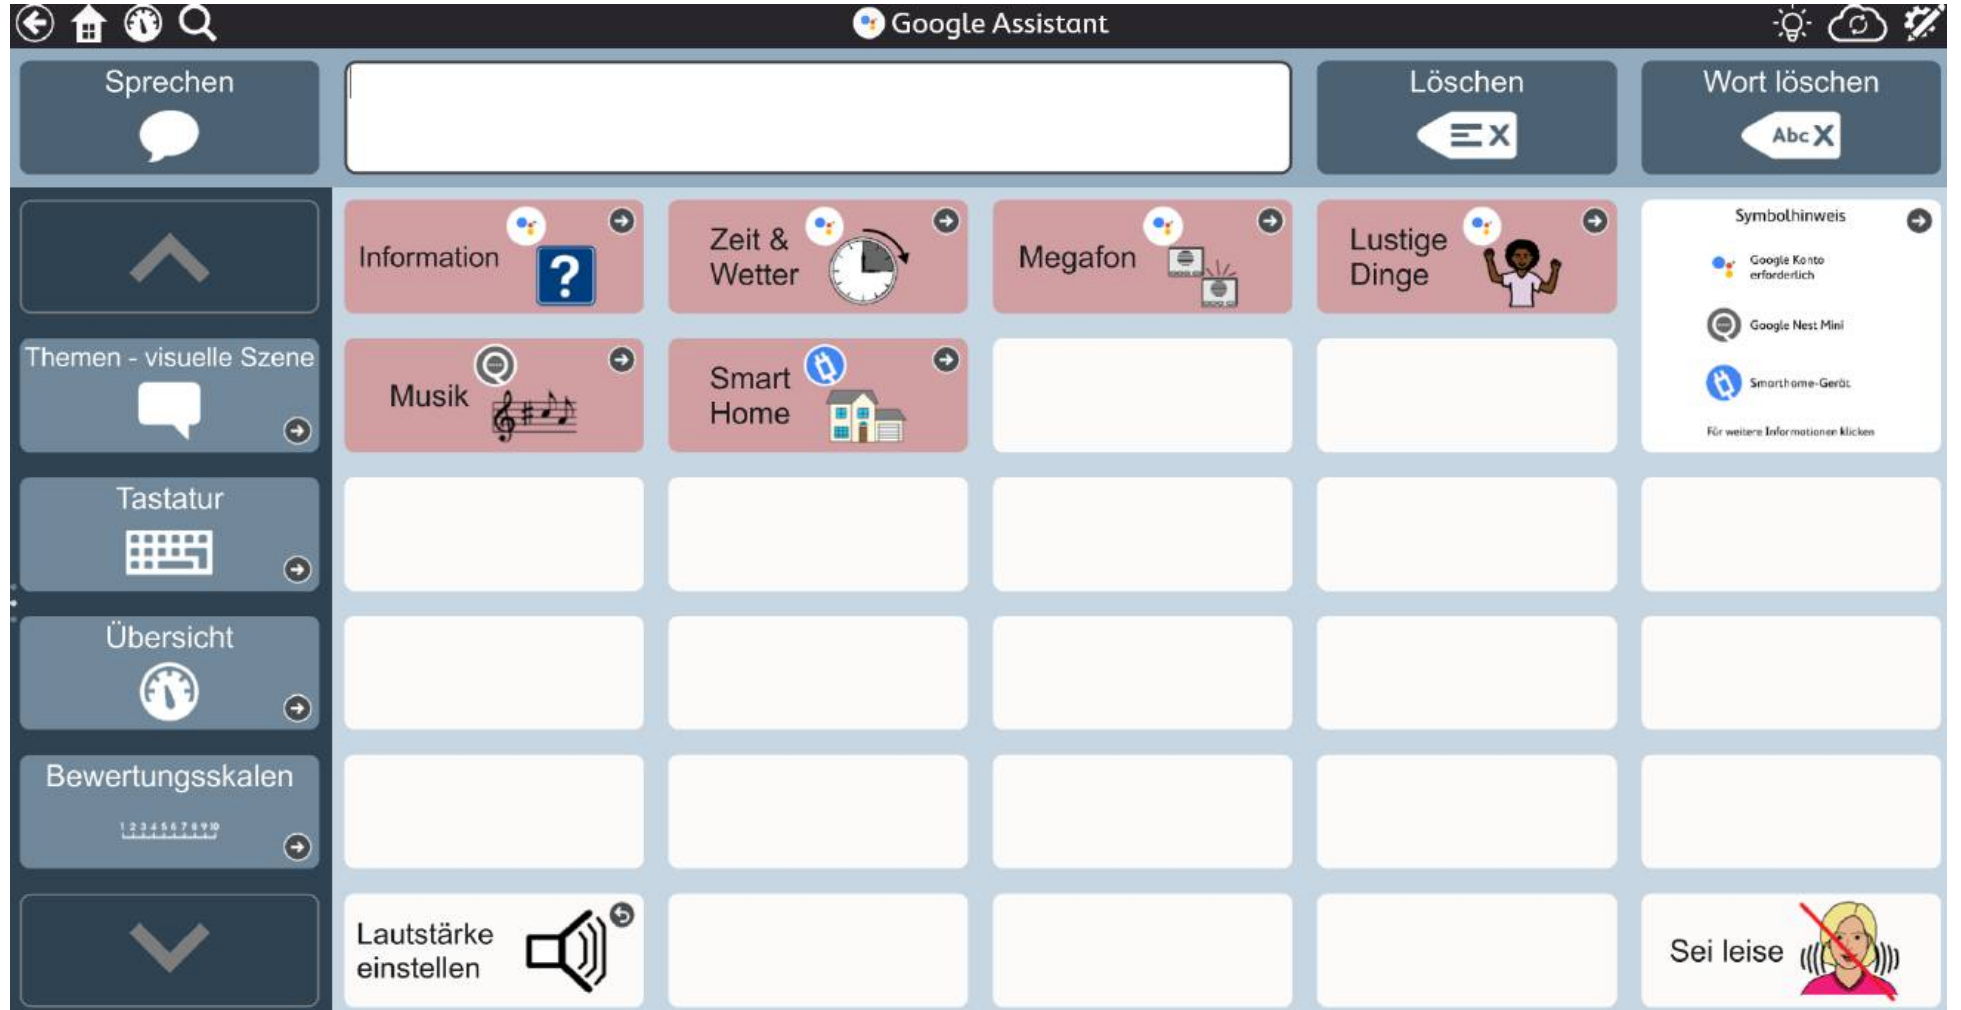 Google Assistant
Sprechen
Löschen
Wort löschen
Abc X
Information
?
Zeit &
Wetter
Megafon
Lustige
Dinge
Symbolhinweis
Google Konto
erforderlich
Google Nest Mini
Smarthome-Gerät
Für weitere Informationen klicken
Themen - visuelle Szene
Musik
Smart
Home
Tastatur
Übersicht
Bewertungsskalen
1 2 3 4 5 6 7 8 9 10
Lautstärke
einstellen
Sei leise